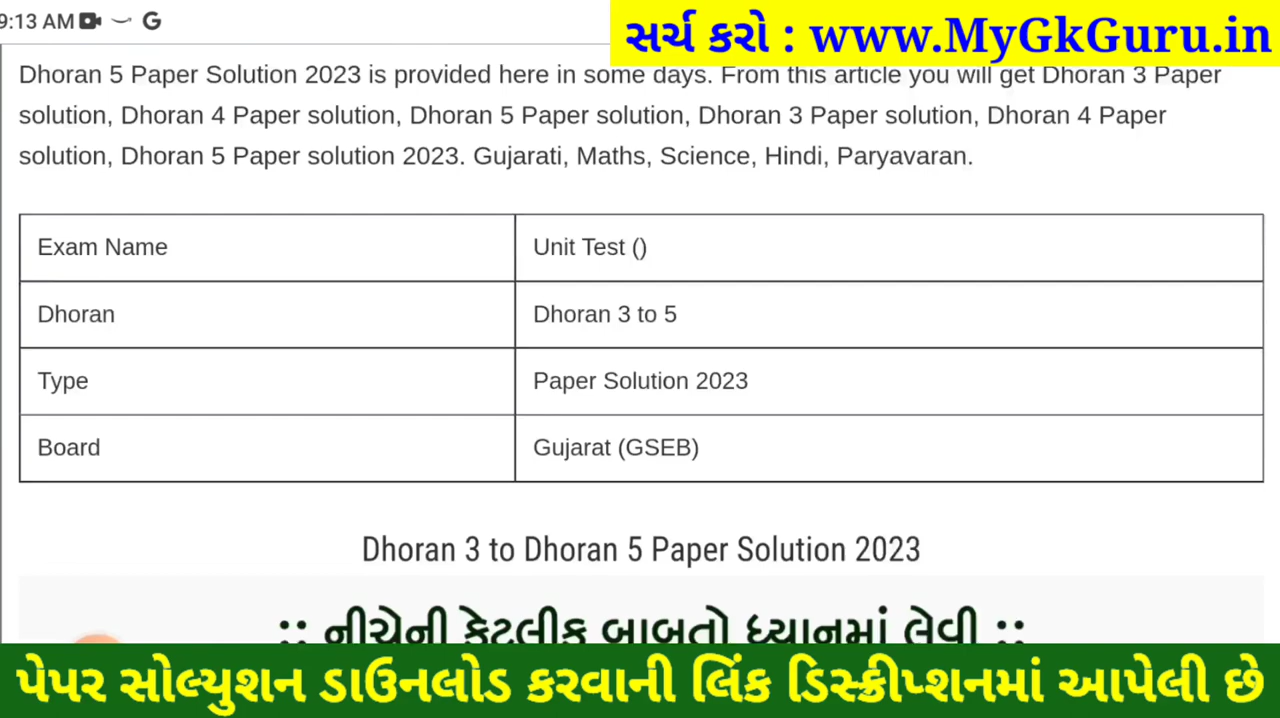 9:13 AM
સર્ચ કરો : www.MyGkGuru.in
Dhoran 5 Paper Solution 2023 is provided here in some days. From this article you will get Dhoran 3 Paper
solution, Dhoran 4 Paper solution, Dhoran 5 Paper solution, Dhoran 3 Paper solution, Dhoran 4 Paper
solution, Dhoran 5 Paper solution 2023. Gujarati, Maths, Science, Hindi, Paryavaran.
Exam Name Unit Test ()
Dhoran Dhoran 3 to 5
Type Paper Solution 2023
Board Gujarat (GSEB)
Dhoran 3 to Dhoran 5 Paper Solution 2023
:: નીચેની કેટલીક બાબતો ધ્યાનમાં લેવી ::
પેપર સોલ્યુશન ડાઉનલોડ કરવાની લિંક ડિસ્ક્રીપ્શનમાં આપેલી છે